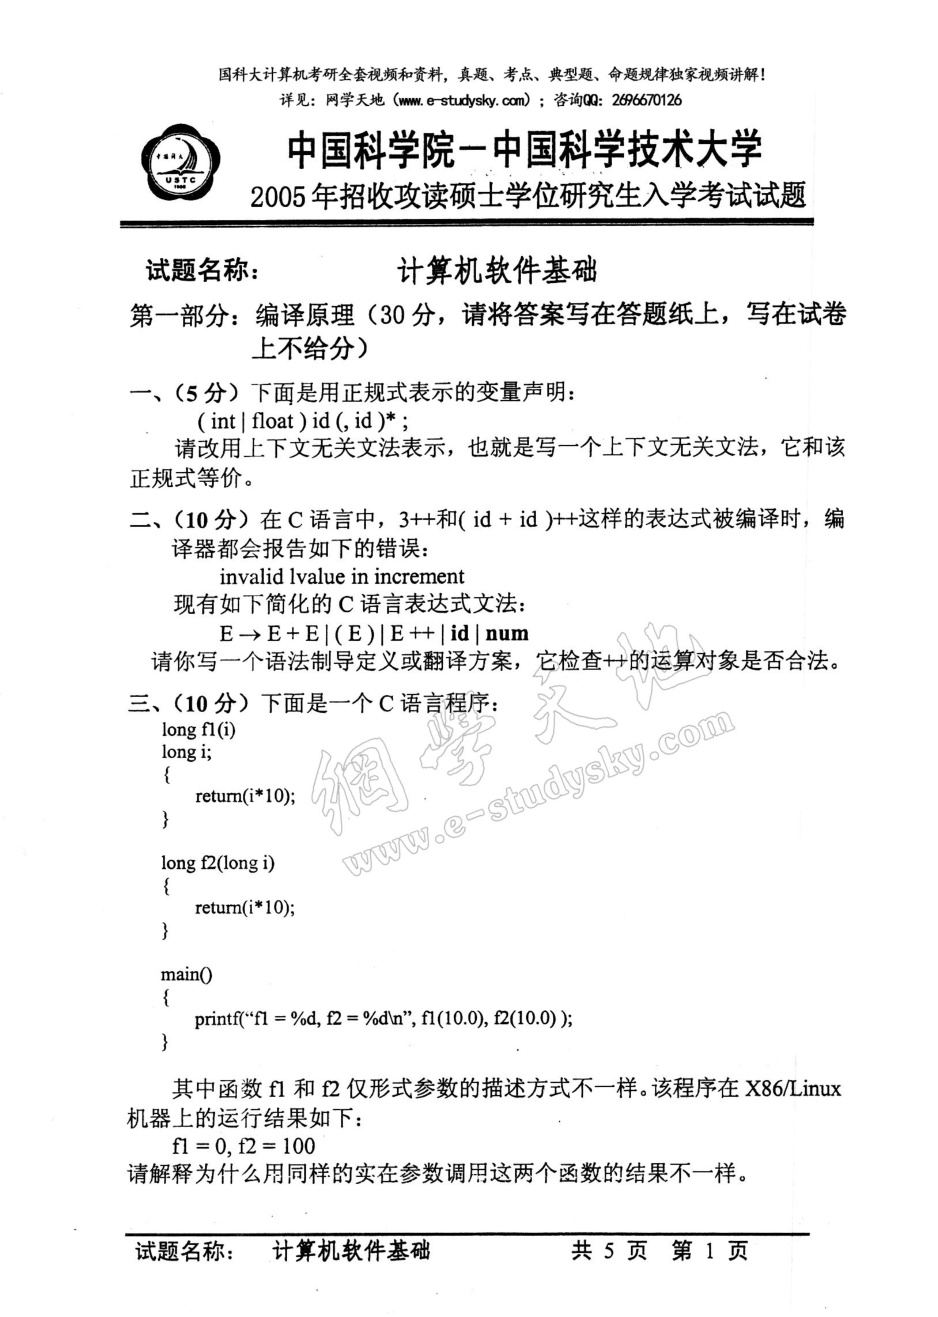 国科大计算机考研全套视频和资料，真题、考点、典型题、命题规律独家视频讲解！
详见：网学天地（www.e-studysky.com）；咨询QQ：2696670126
中国科学院－中国科学技术大学
2005年招收攻读硕士学位研究生入学考试试题
USTC
1958
试题名称： 计算机软件基础
第一部分：编译原理（30分，请将答案写在答题纸上，写在试卷
上不给分）
一、（5分）下面是用正规式表示的变量声明：
( int | float ) id (, id )* ;
请改用上下文无关文法表示，也就是写一个上下文无关文法，它和该
正规式等价。
二、（10分）在C语言中，3++和( id + id )++这样的表达式被编译时，编
译器都会报告如下的错误：
invalid lvalue in increment
现有如下简化的C语言表达式文法：
E → E + E | ( E ) | E ++ | id | num
请你写一个语法制导定义或翻译方案，它检查++的运算对象是否合法。
三、（10分）下面是一个C语言程序：
long f1(i)
long i;
{
return(i*10);
}
long f2(long i)
{
return(i*10);
}
main()
{
printf(“f1 = %d, f2 = %d\n”, f1(10.0), f2(10.0) );
}
網學天地
www.e-studysky.com
其中函数f1和f2仅形式参数的描述方式不一样。该程序在X86/Linux
机器上的运行结果如下：
f1 = 0, f2 = 100
请解释为什么用同样的实在参数调用这两个函数的结果不一样。
试题名称： 计算机软件基础 共 5 页 第 1 页